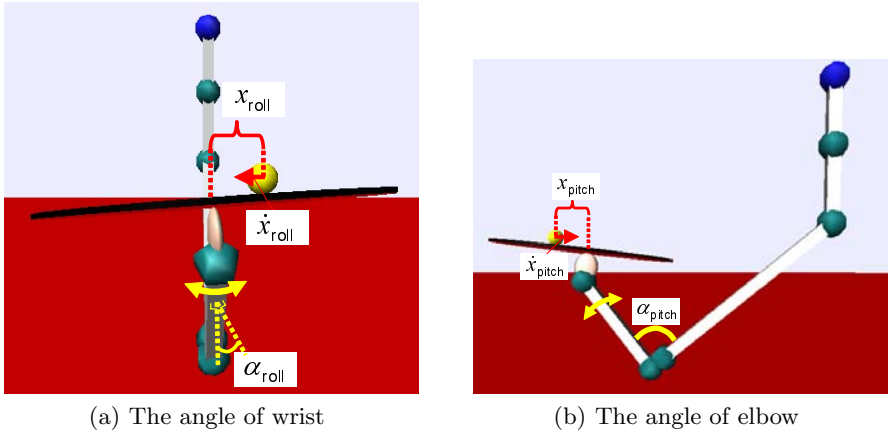 x_roll
ẋ_roll
α_roll
(a) The angle of wrist
x_pitch
ẋ_pitch
α_pitch
(b) The angle of elbow